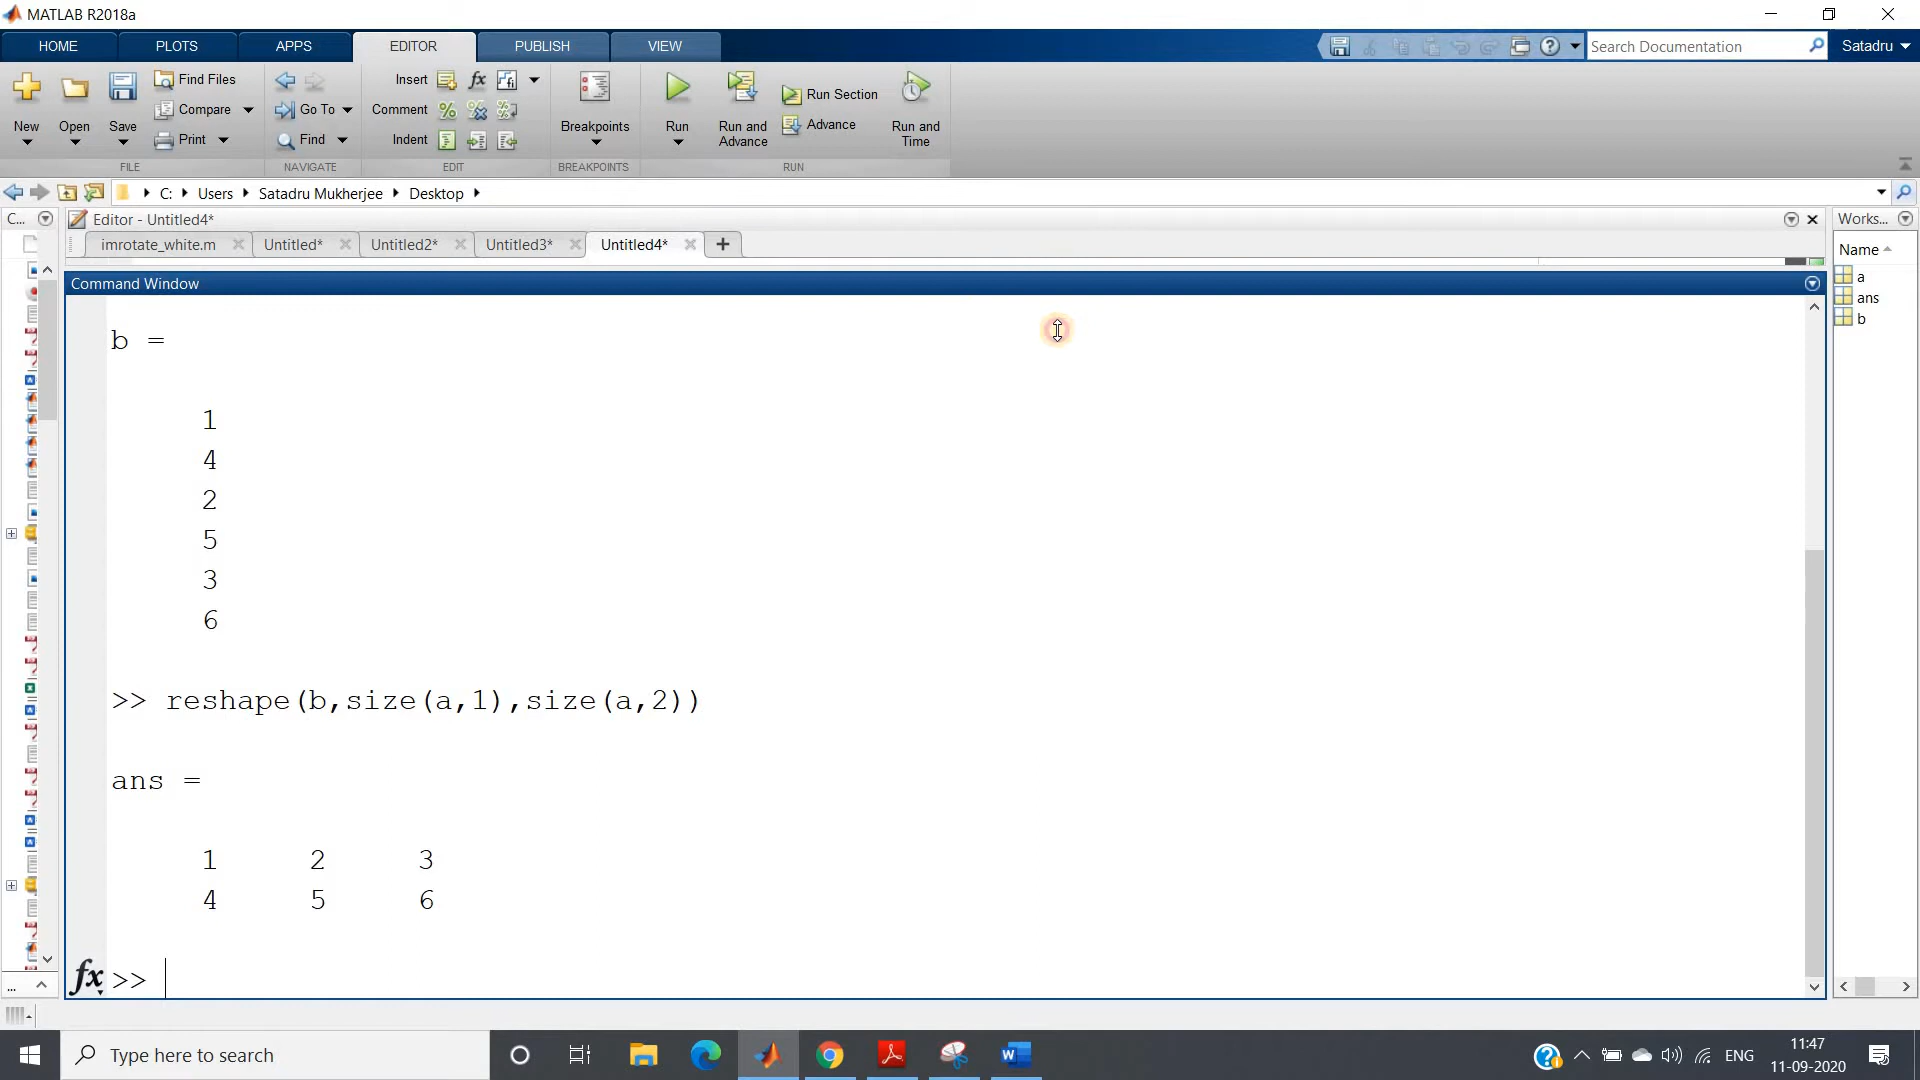 MATLAB R2018a
HOME PLOTS APPS EDITOR PUBLISH VIEW
Search Documentation
Satadru
New Open Save
Find Files
Compare
Print
Go To
Find
Insert
Comment
Indent
Breakpoints
Run
Run and Advance
Run Section
Advance
Run and Time
FILE NAVIGATE EDIT BREAKPOINTS RUN
C: Users Satadru Mukherjee Desktop
C...
Editor - Untitled4*
Works...
imrotate_white.m Untitled* Untitled2* Untitled3* Untitled4*
Name
a
ans
b
Command Window
b =
1
4
2
5
3
6
>> reshape(b,size(a,1),size(a,2))
ans =
1 2 3
4 5 6
fx >>
...
Type here to search
ENG
11:47
11-09-2020